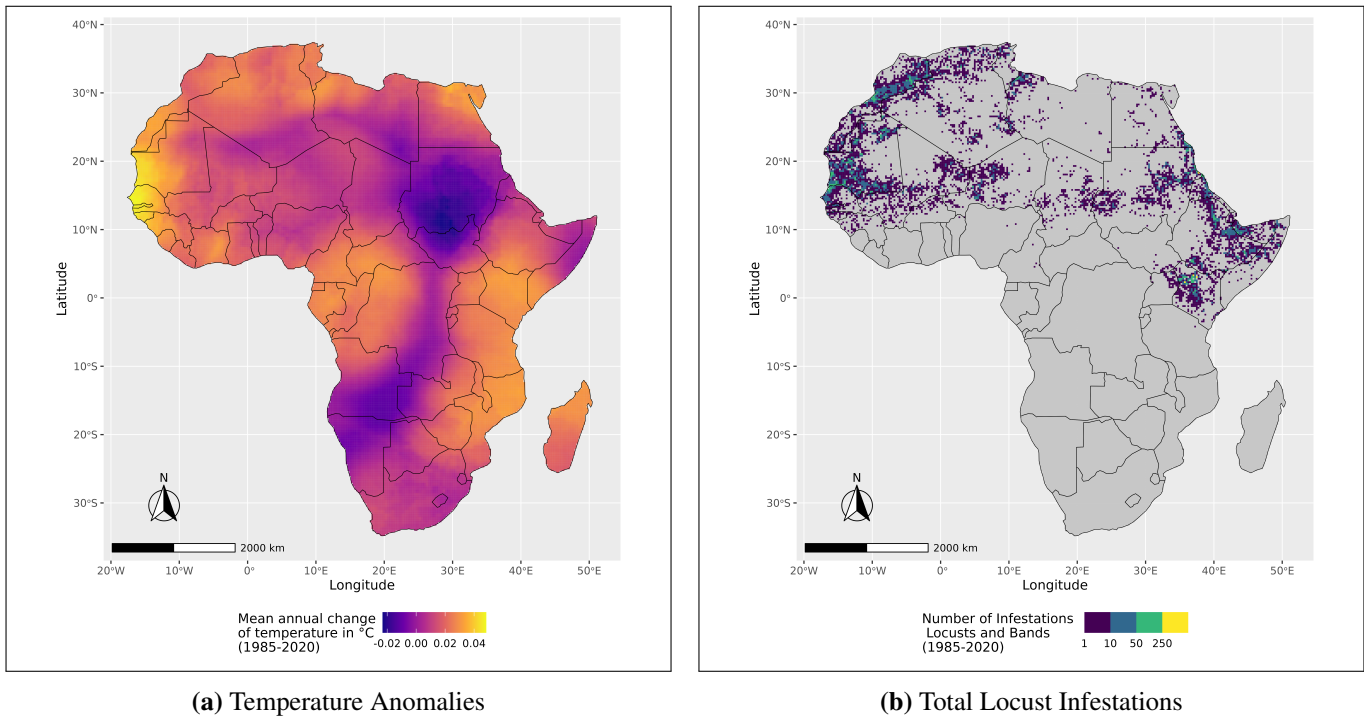 40°N
30°N
20°N
10°N
0°
10°S
20°S
30°S
Latitude
N
2000 km
20°W 10°W 0° 10°E 20°E 30°E 40°E 50°E
Longitude
Mean annual change
of temperature in °C
(1985-2020)
-0.02 0.00 0.02 0.04
(a) Temperature Anomalies
40°N
30°N
20°N
10°N
0°
10°S
20°S
30°S
Latitude
N
2000 km
20°W 10°W 0° 10°E 20°E 30°E 40°E 50°E
Longitude
Number of Infestations
Locusts and Bands
(1985-2020)
1 10 50 250
(b) Total Locust Infestations